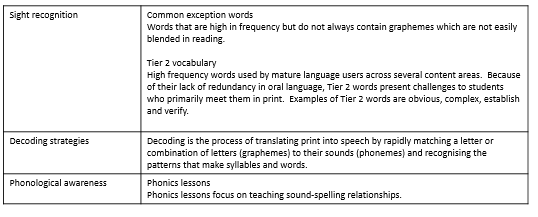 Sight recognition
Common exception words
Words that are high in frequency but do not always contain graphemes which are not easily
blended in reading.
Tier 2 vocabulary
High frequency words used by mature language users across several content areas.  Because
of their lack of redundancy in oral language, Tier 2 words present challenges to students
who primarily meet them in print.  Examples of Tier 2 words are obvious, complex, establish
and verify.
Decoding strategies
Decoding is the process of translating print into speech by rapidly matching a letter or
combination of letters (graphemes) to their sounds (phonemes) and recognising the
patterns that make syllables and words.
Phonological awareness
Phonics lessons
Phonics lessons focus on teaching sound-spelling relationships.